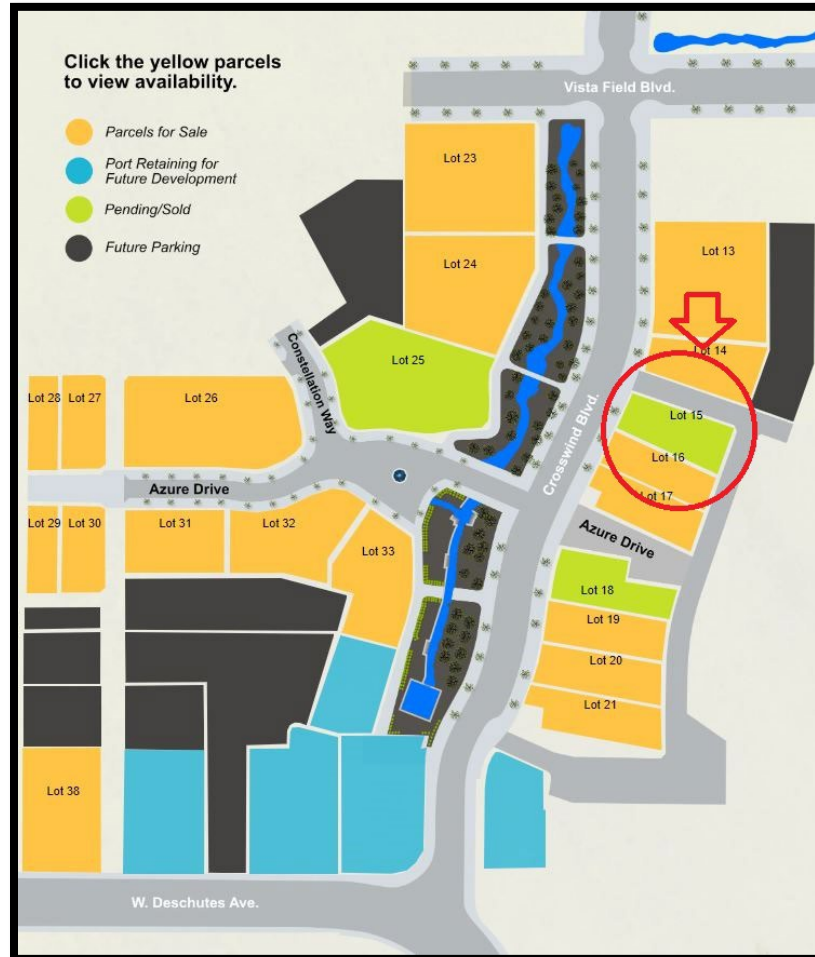 Click the yellow parcels
to view availability.
Parcels for Sale
Port Retaining for
Future Development
Pending/Sold
Future Parking
Vista Field Blvd.
Lot 23
Lot 24
Lot 13
Lot 14
Lot 25
Constellation Way
Lot 28
Lot 27
Lot 26
Crosswind Blvd.
Lot 15
Lot 16
Lot 17
Azure Drive
Lot 29
Lot 30
Lot 31
Lot 32
Lot 33
Azure Drive
Lot 18
Lot 19
Lot 20
Lot 21
Lot 38
W. Deschutes Ave.